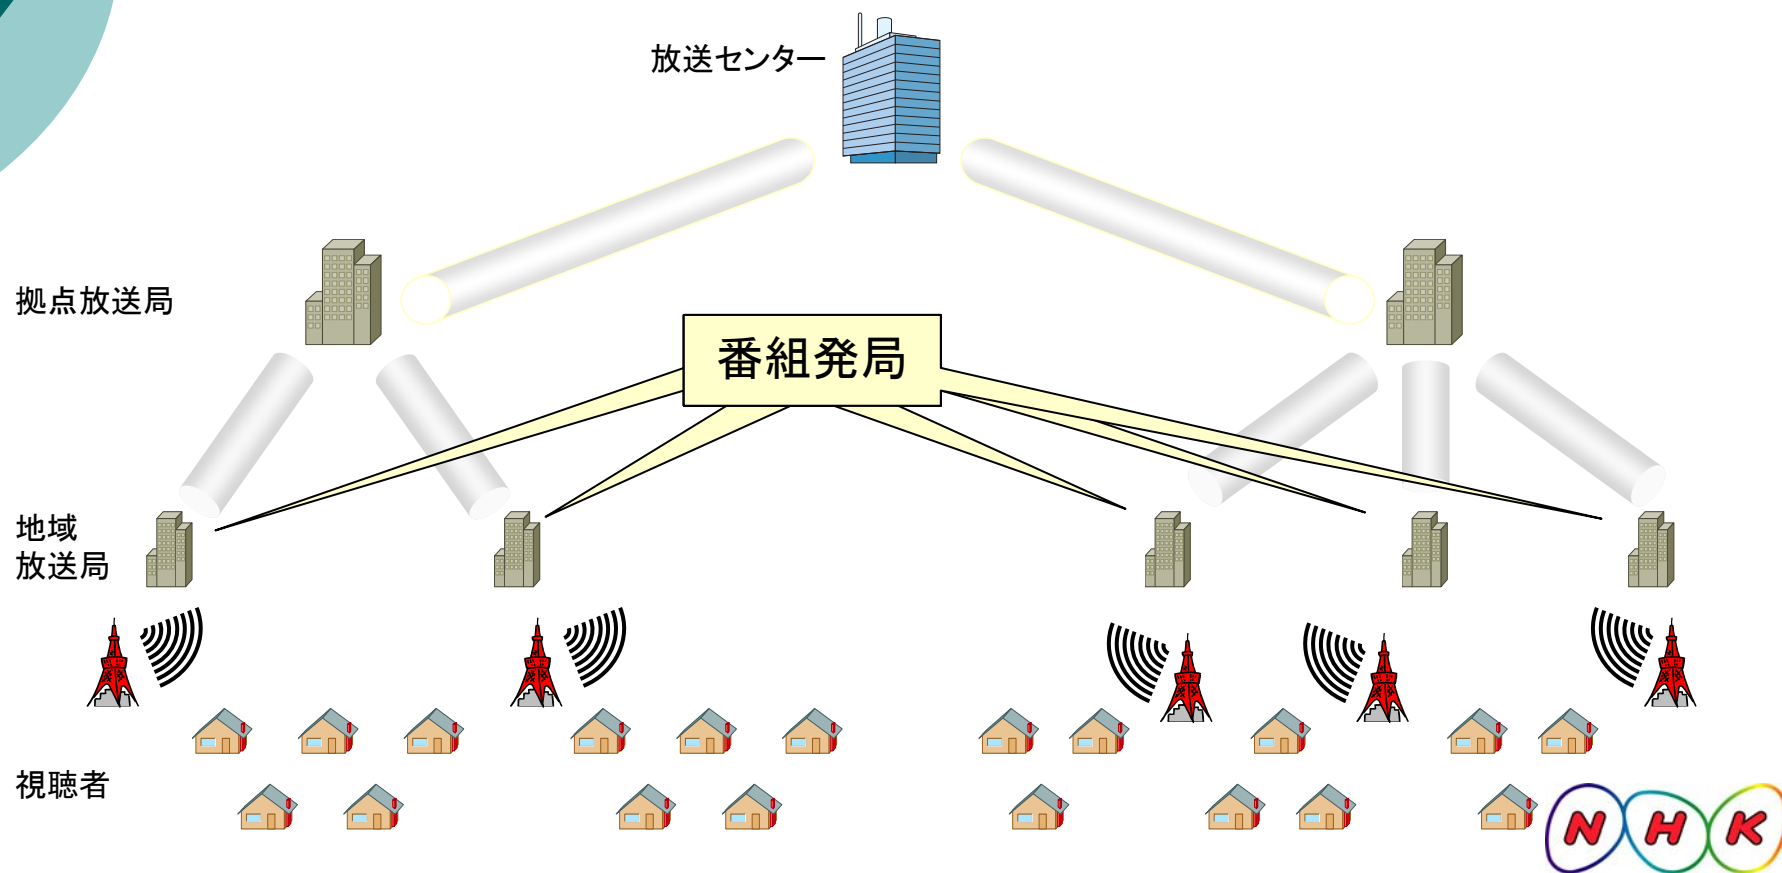 放送センター
拠点放送局
番組発局
地域
放送局
視聴者
NHK